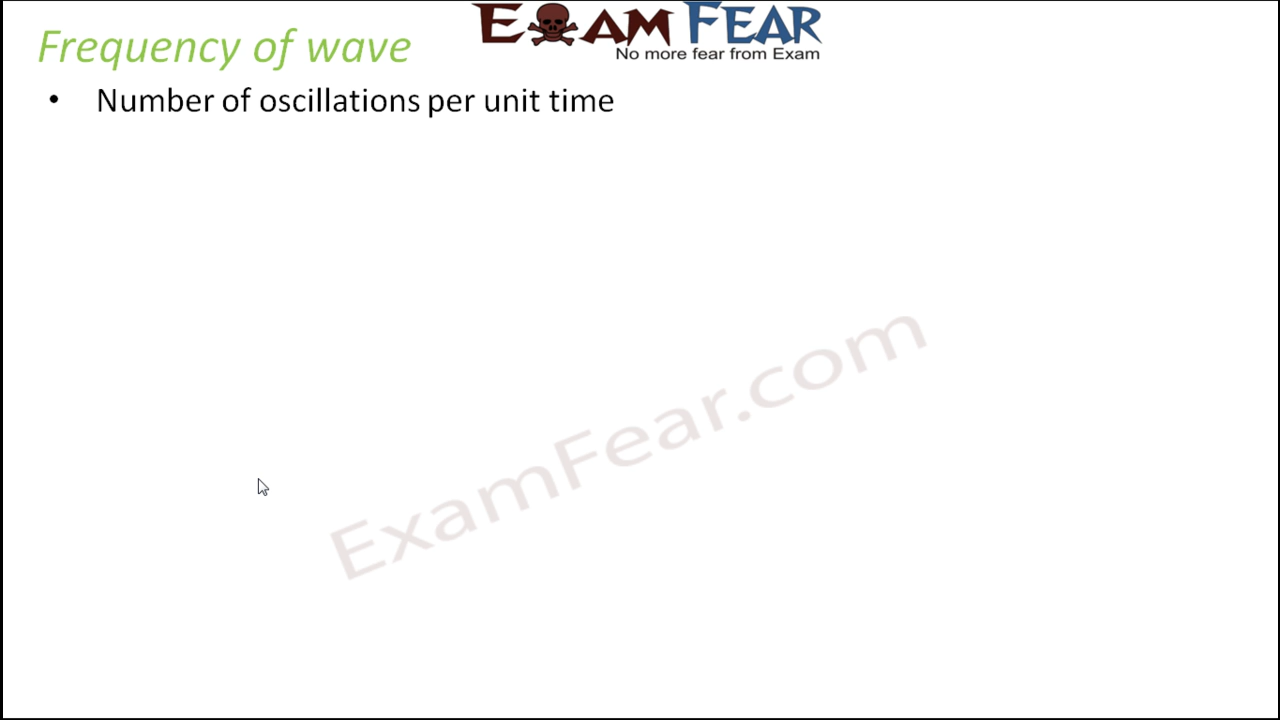 EXAM FEAR
No more fear from Exam
Frequency of wave
• Number of oscillations per unit time
ExamFear.com